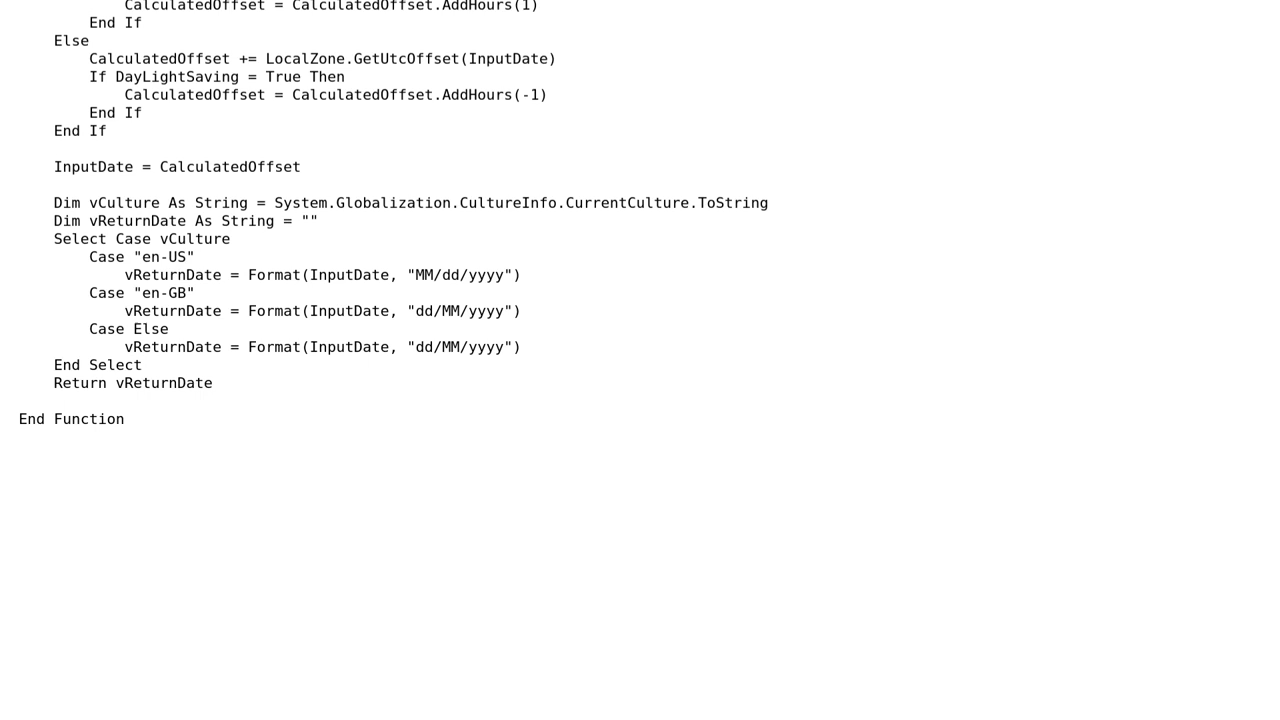 CalculatedOffset = CalculatedOffset.AddHours(1)
        End If
    Else
        CalculatedOffset += LocalZone.GetUtcOffset(InputDate)
        If DayLightSaving = True Then
            CalculatedOffset = CalculatedOffset.AddHours(-1)
        End If
    End If

    InputDate = CalculatedOffset

    Dim vCulture As String = System.Globalization.CultureInfo.CurrentCulture.ToString
    Dim vReturnDate As String = ""
    Select Case vCulture
        Case "en-US"
            vReturnDate = Format(InputDate, "MM/dd/yyyy")
        Case "en-GB"
            vReturnDate = Format(InputDate, "dd/MM/yyyy")
        Case Else
            vReturnDate = Format(InputDate, "dd/MM/yyyy")
    End Select
    Return vReturnDate

End Function